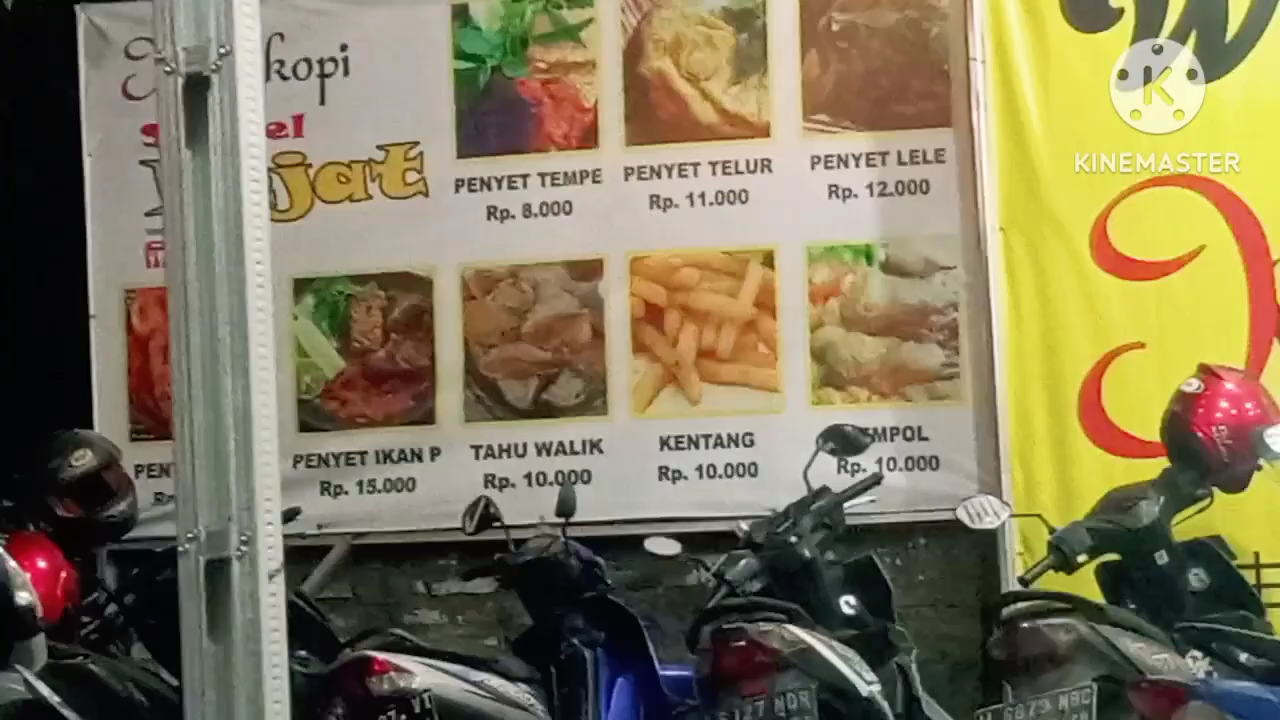 kopi
jat
PENYET TEMPE
Rp. 8.000
PENYET TELUR
Rp. 11.000
PENYET LELE
Rp. 12.000
PENYET IKAN P
Rp. 15.000
TAHU WALIK
Rp. 10.000
KENTANG
Rp. 10.000
MPOL
Rp. 10.000
KINEMASTER